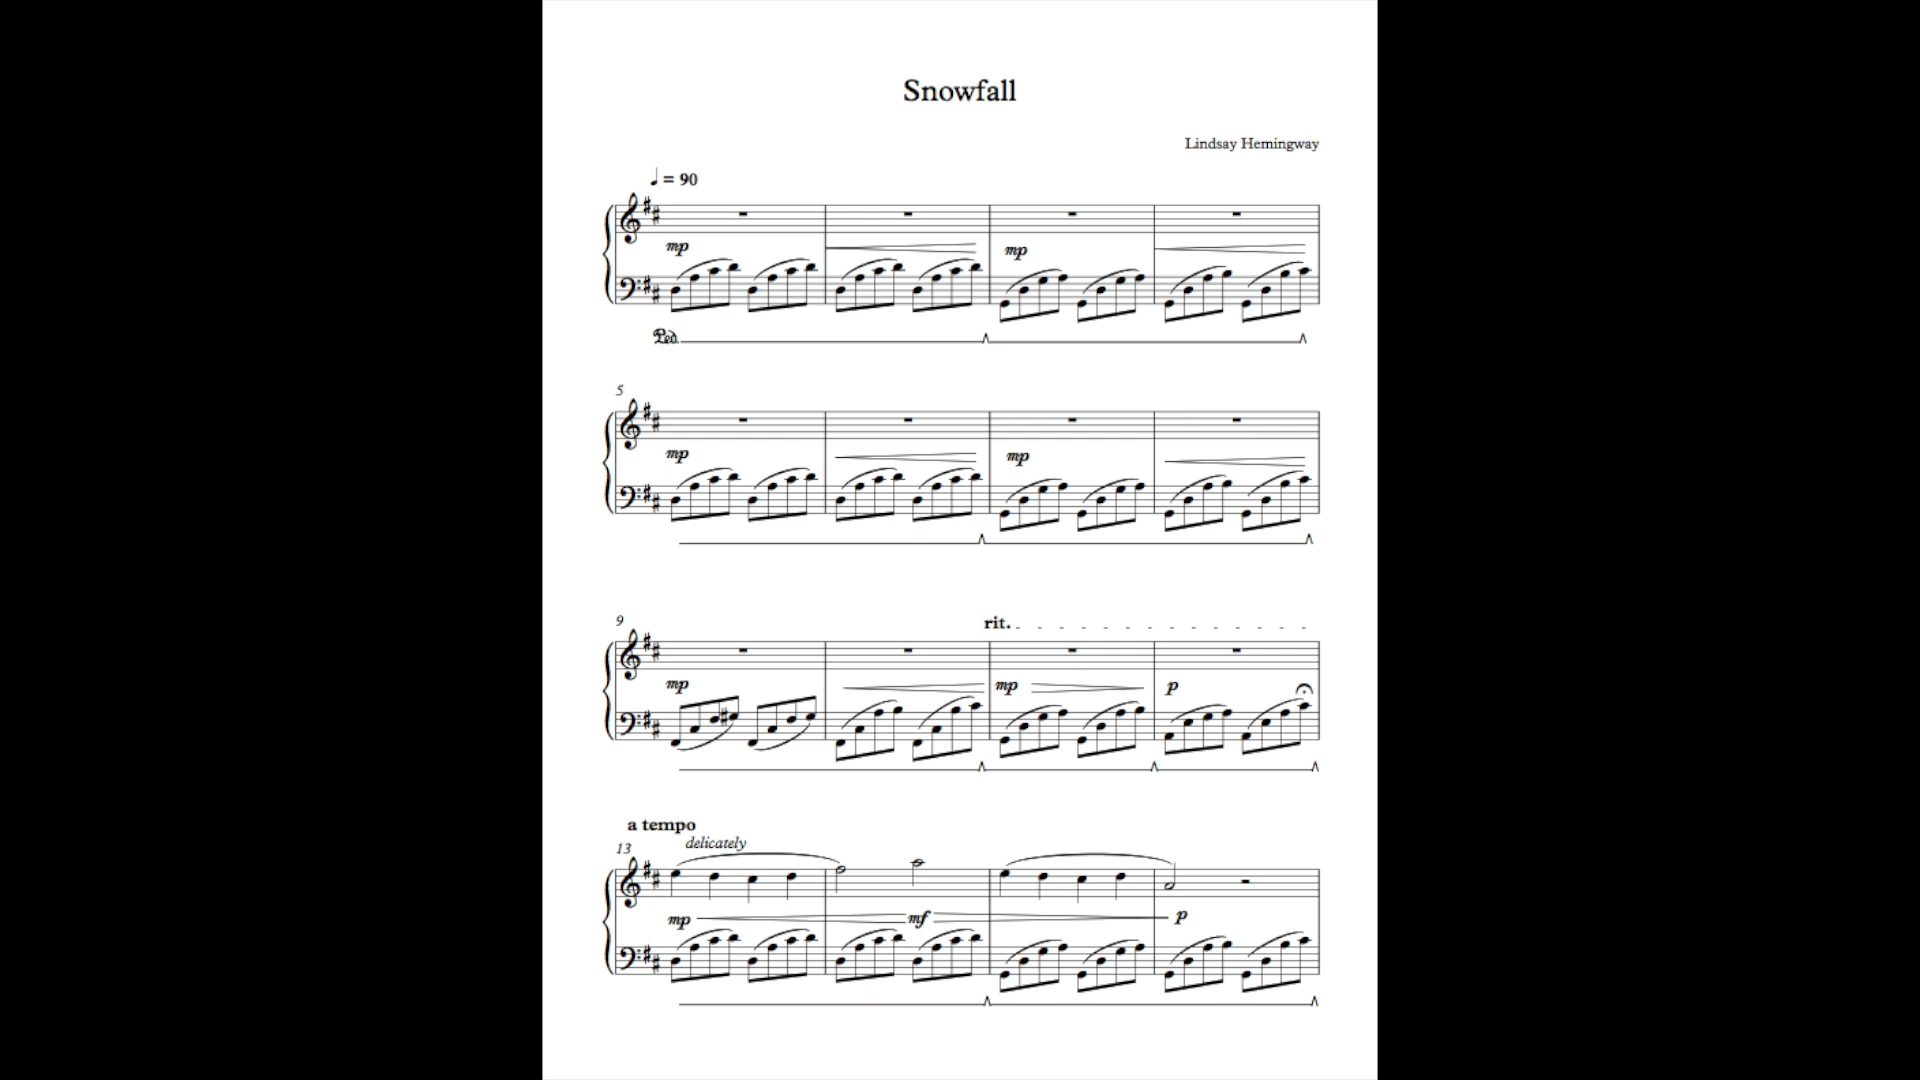 Snowfall
Lindsay Hemingway
♩ = 90
mp
mp
Ped.
5
mp
mp
9
rit.
mp
mp
p
a tempo
delicately
13
mp
mf
p